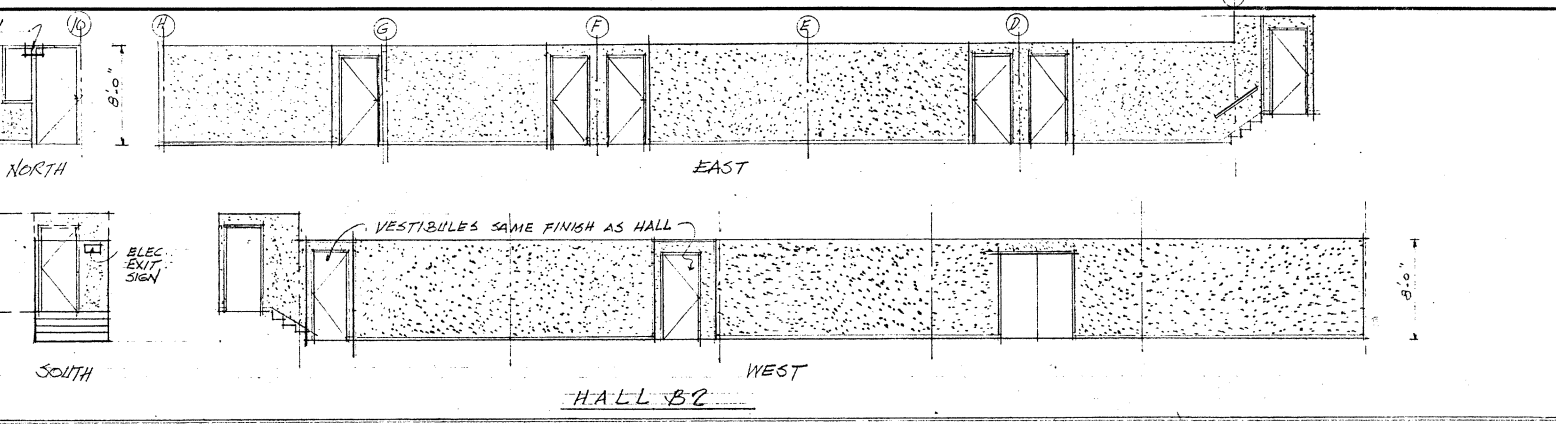 10
H
G
F
E
D
8'-0"
NORTH
EAST
VESTIBULES SAME FINISH AS HALL
ELEC
EXIT
SIGN
8'-0"
SOUTH
WEST
HALL B2